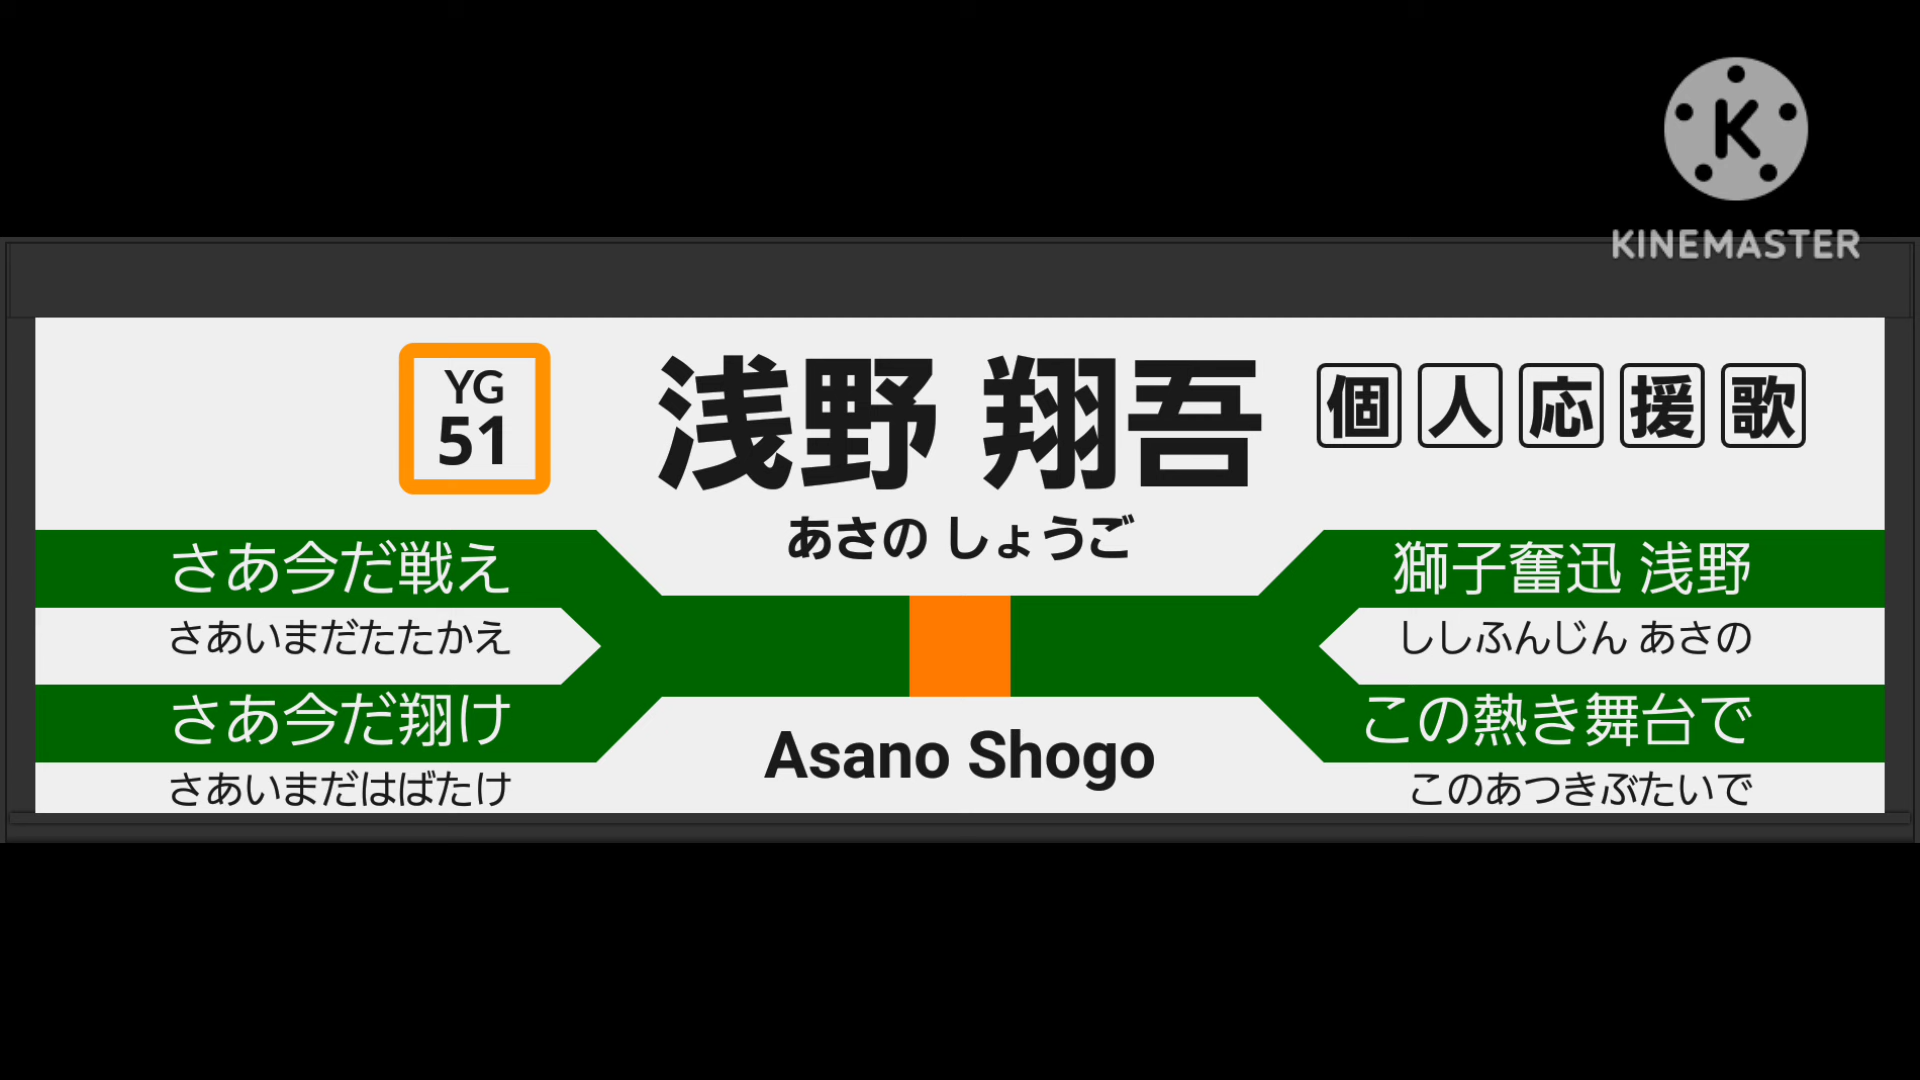 K
KINEMASTER
YG
51
浅野 翔吾
個人応援歌
あさの しょうご
さあ今だ戦え
さあいまだたたかえ
さあ今だ翔け
さあいまだはばたけ
獅子奮迅 浅野
ししふんじん あさの
この熱き舞台で
このあつきぶたいで
Asano Shogo